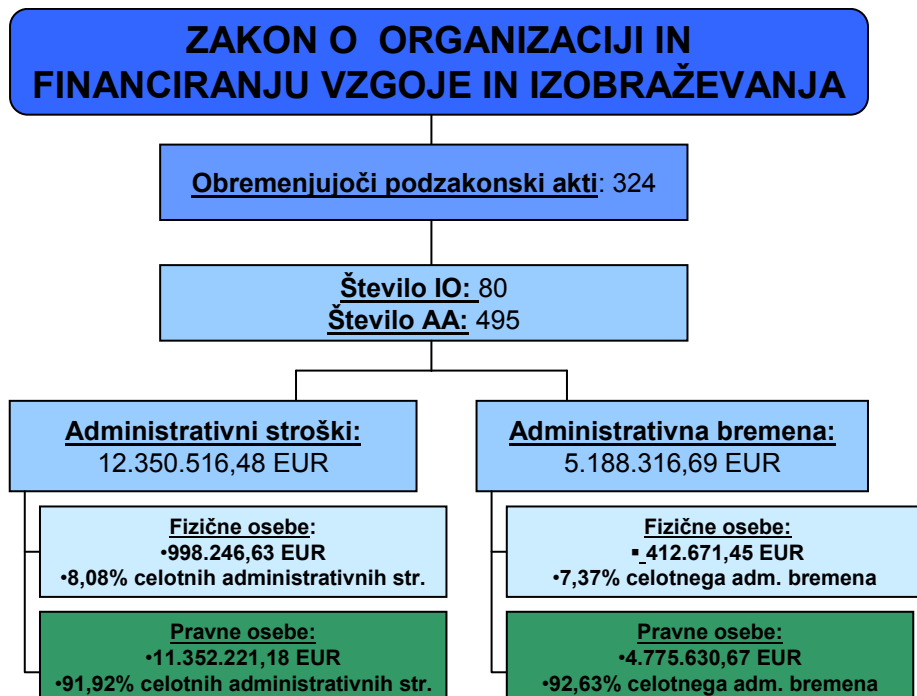 ZAKON O ORGANIZACIJI IN
FINANCIRANJU VZGOJE IN IZOBRAŽEVANJA
Obremenjujoči podzakonski akti: 324
Število IO: 80
Število AA: 495
Administrativni stroški:
12.350.516,48 EUR
Fizične osebe:
•998.246,63 EUR
•8,08% celotnih administrativnih str.
Pravne osebe:
•11.352.221,18 EUR
•91,92% celotnih administrativnih str.
Administrativna bremena:
5.188.316,69 EUR
Fizične osebe:
▪ 412.671,45 EUR
•7,37% celotnega adm. bremena
Pravne osebe:
•4.775.630,67 EUR
•92,63% celotnega adm. bremena